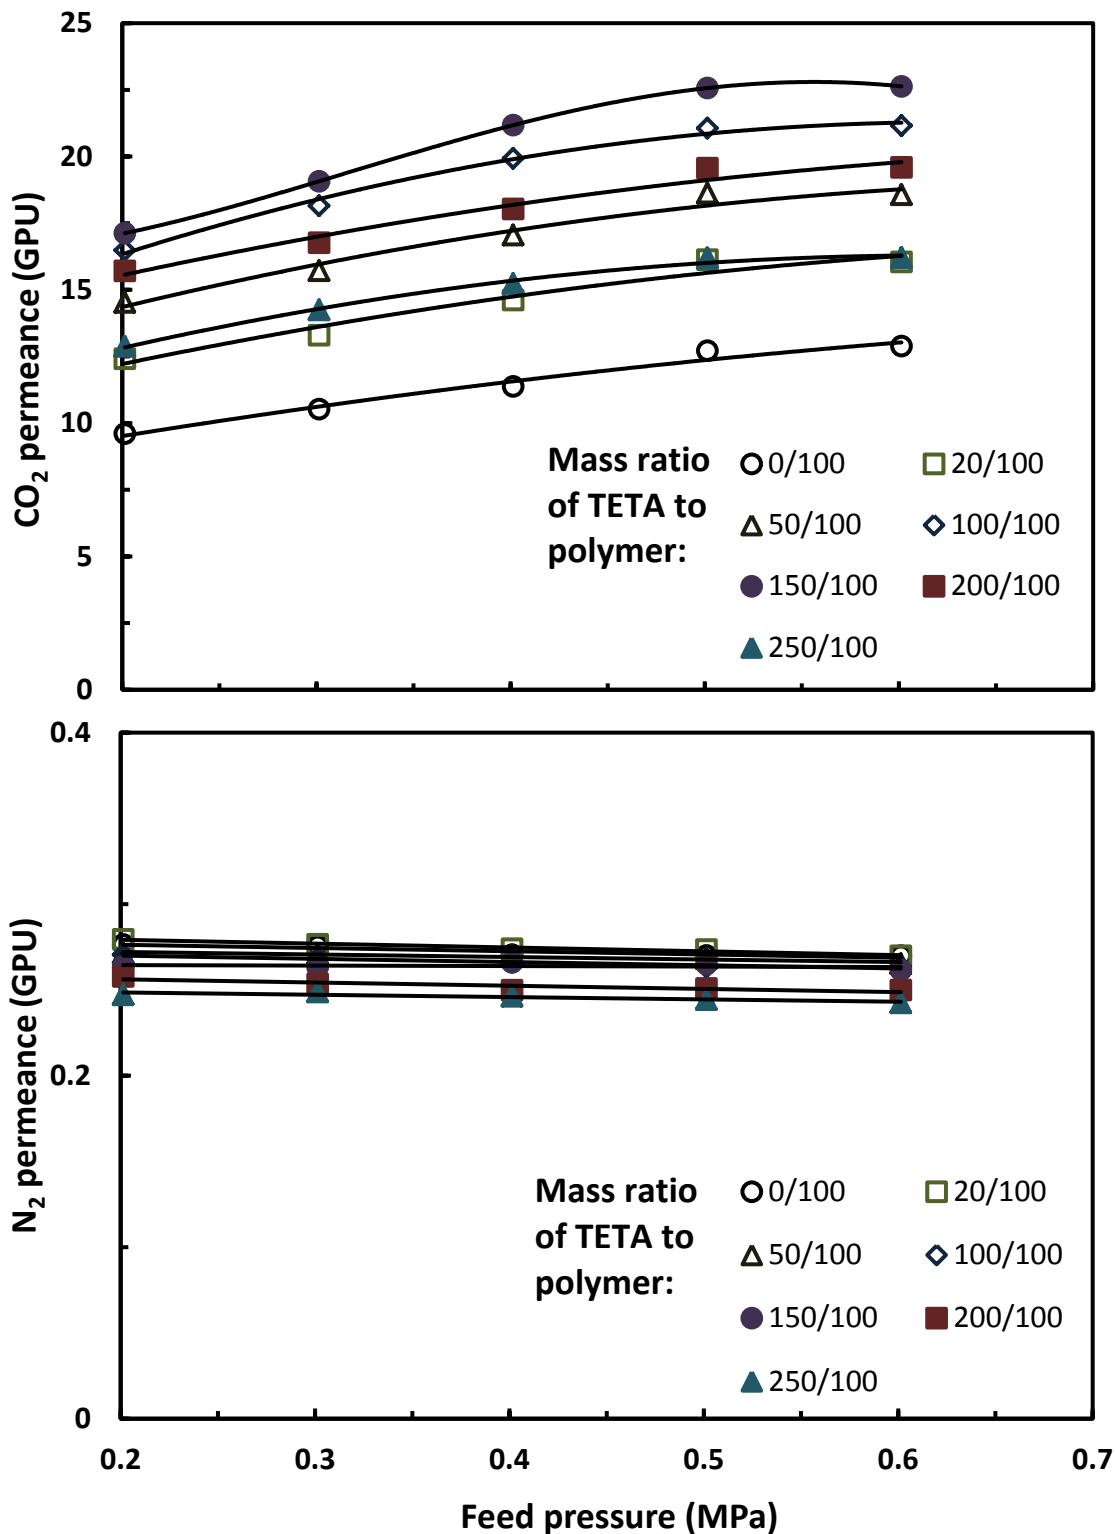 25
20
15
10
5
0
CO₂ permeance (GPU)
Mass ratio
of TETA to
polymer:
0/100
20/100
50/100
100/100
150/100
200/100
250/100
0.4
0.2
0
N₂ permeance (GPU)
Mass ratio
of TETA to
polymer:
0/100
20/100
50/100
100/100
150/100
200/100
250/100
0.2 0.3 0.4 0.5 0.6 0.7
Feed pressure (MPa)